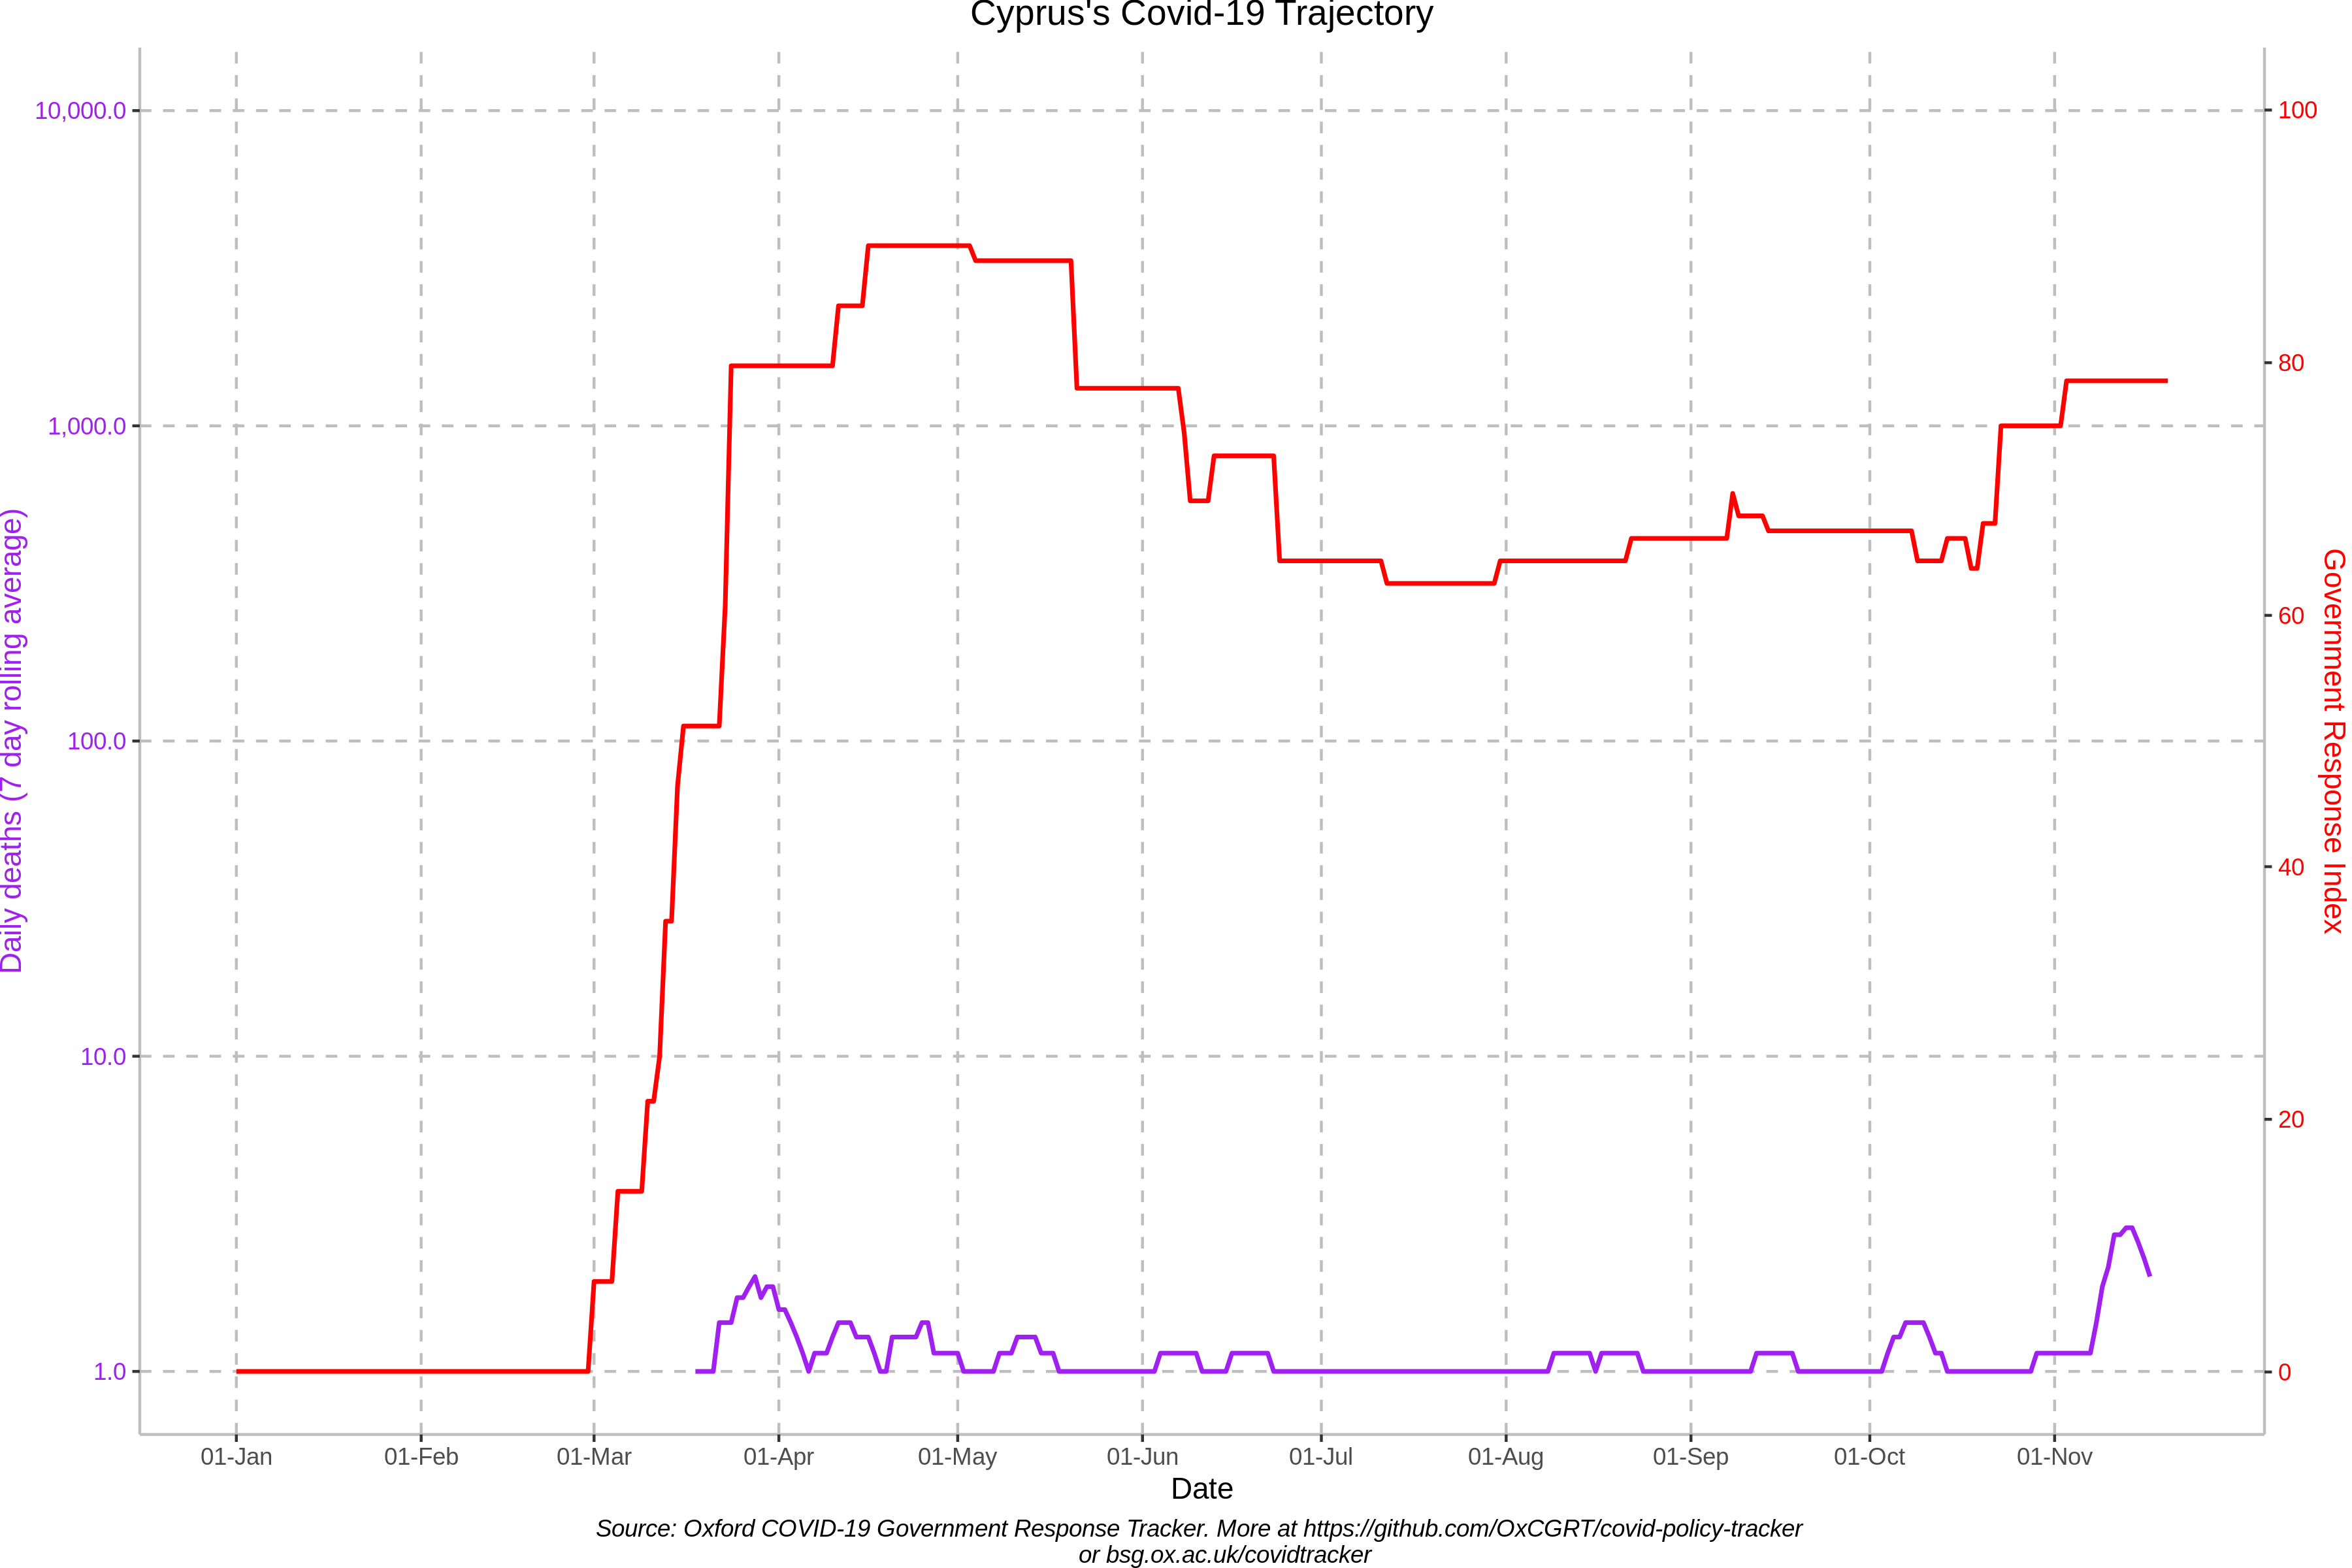 Cyprus's Covid-19 Trajectory
10,000.0
1,000.0
100.0
10.0
1.0
Daily deaths (7 day rolling average)
100
80
60
40
20
0
Government Response Index
01-Jan
01-Feb
01-Mar
01-Apr
01-May
01-Jun
01-Jul
01-Aug
01-Sep
01-Oct
01-Nov
Date
Source: Oxford COVID-19 Government Response Tracker. More at https://github.com/OxCGRT/covid-policy-tracker
or bsg.ox.ac.uk/covidtracker